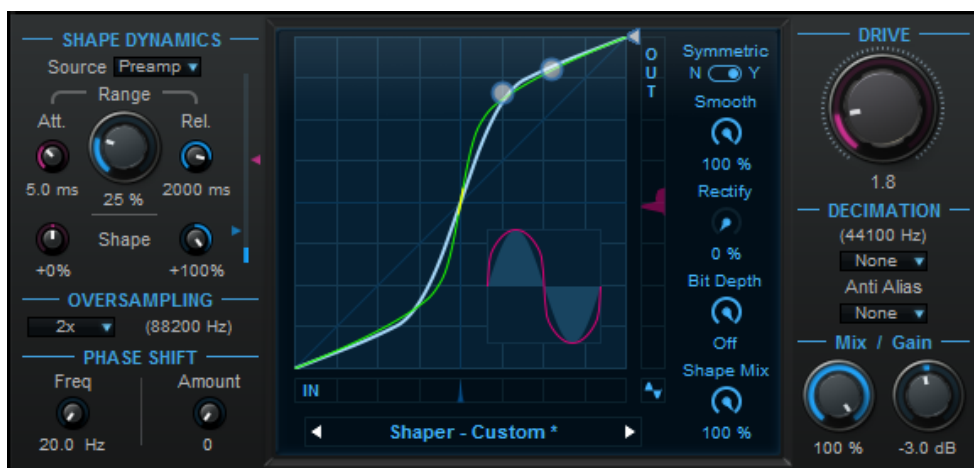 SHAPE DYNAMICS
Source Preamp
Range
Att.
Rel.
5.0 ms
25 %
2000 ms
Shape
+0%
+100%
OVERSAMPLING
2x
(88200 Hz)
PHASE SHIFT
Freq
Amount
20.0 Hz
0
OUT
IN
Shaper - Custom *
Symmetric
N Y
Smooth
100 %
Rectify
0 %
Bit Depth
Off
Shape Mix
100 %
DRIVE
1.8
DECIMATION
(44100 Hz)
None
Anti Alias
None
Mix / Gain
100 %
-3.0 dB